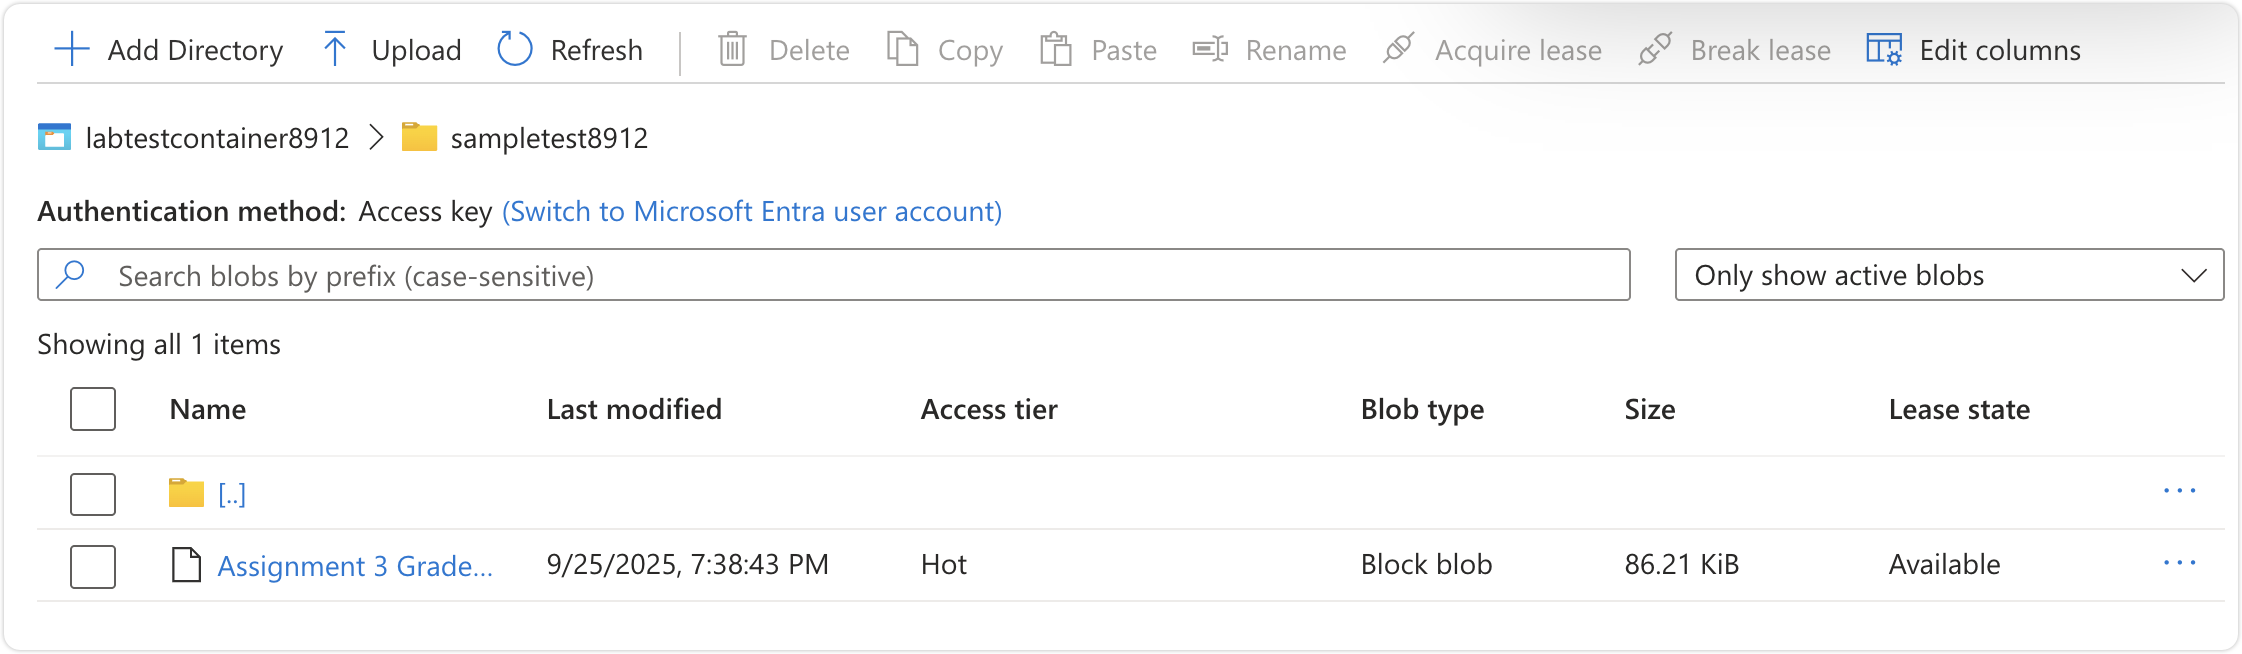 Add Directory Upload Refresh Delete Copy Paste Rename Acquire lease Break lease Edit columns
labtestcontainer8912 sampletest8912
Authentication method: Access key (Switch to Microsoft Entra user account)
Search blobs by prefix (case-sensitive) Only show active blobs
Showing all 1 items
Name Last modified Access tier Blob type Size Lease state
[..] ...
Assignment 3 Grade... 9/25/2025, 7:38:43 PM Hot Block blob 86.21 KiB Available ...